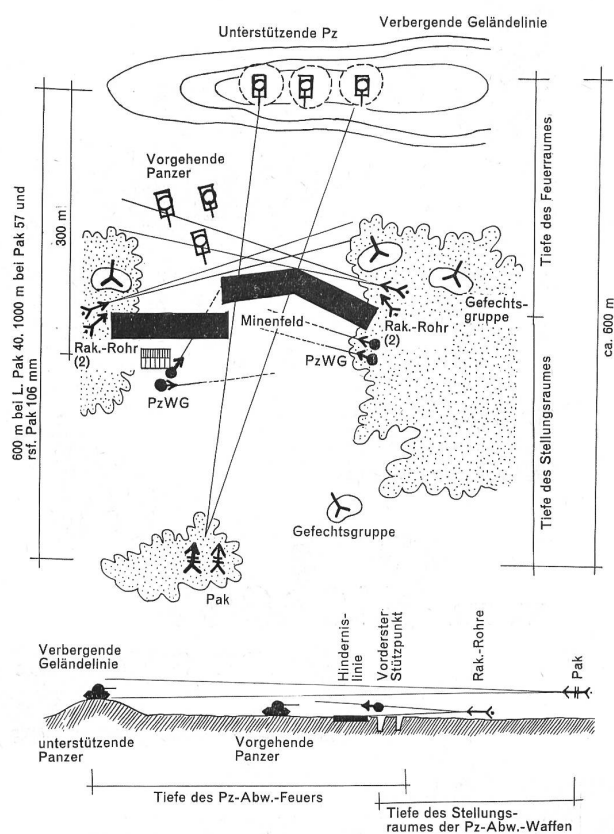 Unterstützende Pz
Verbergende Geländelinie
Vorgehende
Panzer
600 m bei L. Pak 40, 1000 m bei Pak 57 und
rsf. Pak 106 mm
300 m
Tiefe des Feuerraumes
Tiefe des Stellungsraumes
ca. 600 m
Gefechts-
gruppe
Minenfeld
Rak.-Rohr
(2)
Rak.-Rohr
(2)
PzWG
PzWG
Gefechtsgruppe
Pak
Verbergende
Geländelinie
Hindernis-
linie
Vorderster
Stützpunkt
Rak.-Rohre
Pak
unterstützende
Panzer
Vorgehende
Panzer
Tiefe des Pz-Abw.-Feuers
Tiefe des Stellungs-
raumes der Pz-Abw.-Waffen